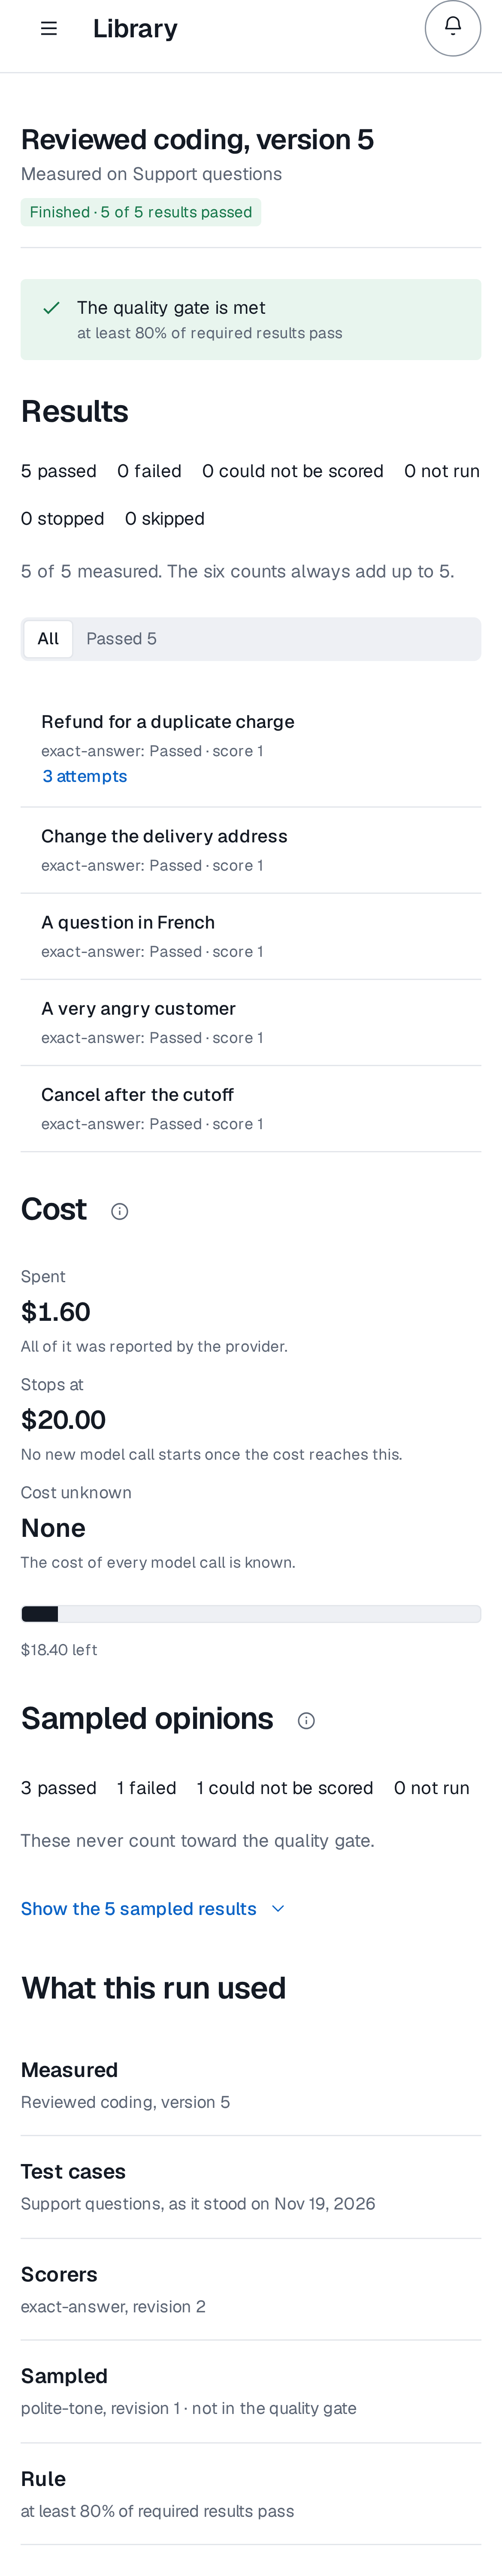 Library
Reviewed coding, version 5
Measured on Support questions
Finished · 5 of 5 results passed
The quality gate is met
at least 80% of required results pass
Results
5 passed 0 failed 0 could not be scored 0 not run
0 stopped 0 skipped
5 of 5 measured. The six counts always add up to 5.
All Passed 5
Refund for a duplicate charge
exact-answer: Passed · score 1
3 attempts
Change the delivery address
exact-answer: Passed · score 1
A question in French
exact-answer: Passed · score 1
A very angry customer
exact-answer: Passed · score 1
Cancel after the cutoff
exact-answer: Passed · score 1
Cost
Spent
$1.60
All of it was reported by the provider.
Stops at
$20.00
No new model call starts once the cost reaches this.
Cost unknown
None
The cost of every model call is known.
$18.40 left
Sampled opinions
3 passed 1 failed 1 could not be scored 0 not run
These never count toward the quality gate.
Show the 5 sampled results
What this run used
Measured
Reviewed coding, version 5
Test cases
Support questions, as it stood on Nov 19, 2026
Scorers
exact-answer, revision 2
Sampled
polite-tone, revision 1 · not in the quality gate
Rule
at least 80% of required results pass